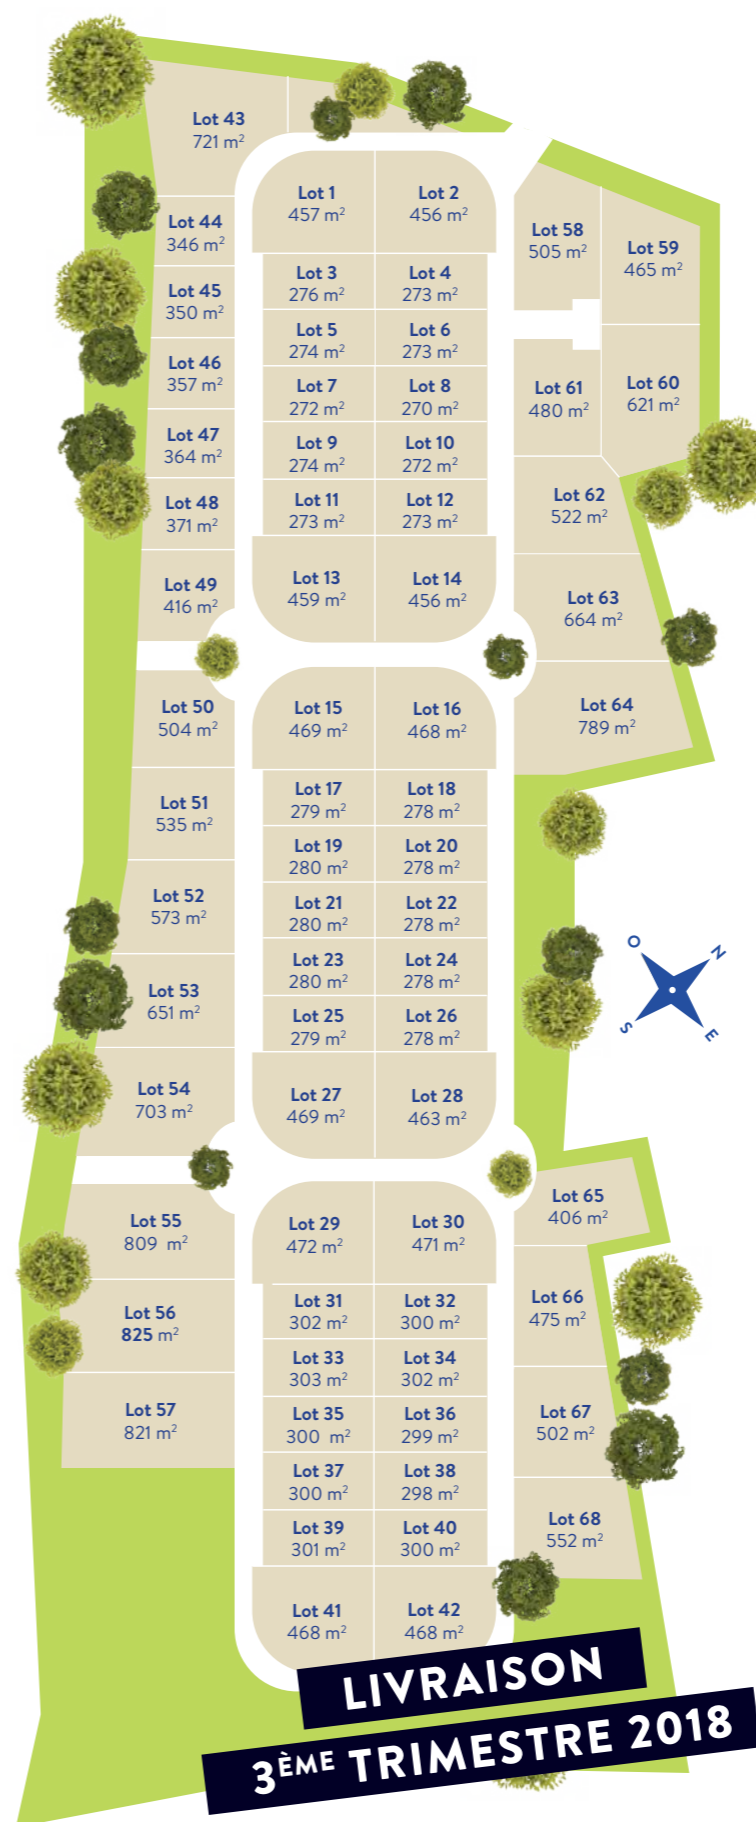 Lot 43
721 m²
Lot 1
457 m²
Lot 2
456 m²
Lot 44
346 m²
Lot 58
505 m²
Lot 59
465 m²
Lot 3
276 m²
Lot 4
273 m²
Lot 45
350 m²
Lot 5
274 m²
Lot 6
273 m²
Lot 46
357 m²
Lot 7
272 m²
Lot 8
270 m²
Lot 61
480 m²
Lot 60
621 m²
Lot 47
364 m²
Lot 9
274 m²
Lot 10
272 m²
Lot 48
371 m²
Lot 11
273 m²
Lot 12
273 m²
Lot 62
522 m²
Lot 49
416 m²
Lot 13
459 m²
Lot 14
456 m²
Lot 63
664 m²
Lot 50
504 m²
Lot 15
469 m²
Lot 16
468 m²
Lot 64
789 m²
Lot 51
535 m²
Lot 17
279 m²
Lot 18
278 m²
Lot 19
280 m²
Lot 20
278 m²
Lot 52
573 m²
Lot 21
280 m²
Lot 22
278 m²
Lot 53
651 m²
Lot 23
280 m²
Lot 24
278 m²
O
N
S
E
Lot 25
279 m²
Lot 26
278 m²
Lot 54
703 m²
Lot 27
469 m²
Lot 28
463 m²
Lot 55
809 m²
Lot 29
472 m²
Lot 30
471 m²
Lot 65
406 m²
Lot 56
825 m²
Lot 31
302 m²
Lot 32
300 m²
Lot 66
475 m²
Lot 33
303 m²
Lot 34
302 m²
Lot 57
821 m²
Lot 35
300 m²
Lot 36
299 m²
Lot 67
502 m²
Lot 37
300 m²
Lot 38
298 m²
Lot 39
301 m²
Lot 40
300 m²
Lot 68
552 m²
Lot 41
468 m²
Lot 42
468 m²
LIVRAISON
3ÈME TRIMESTRE 2018